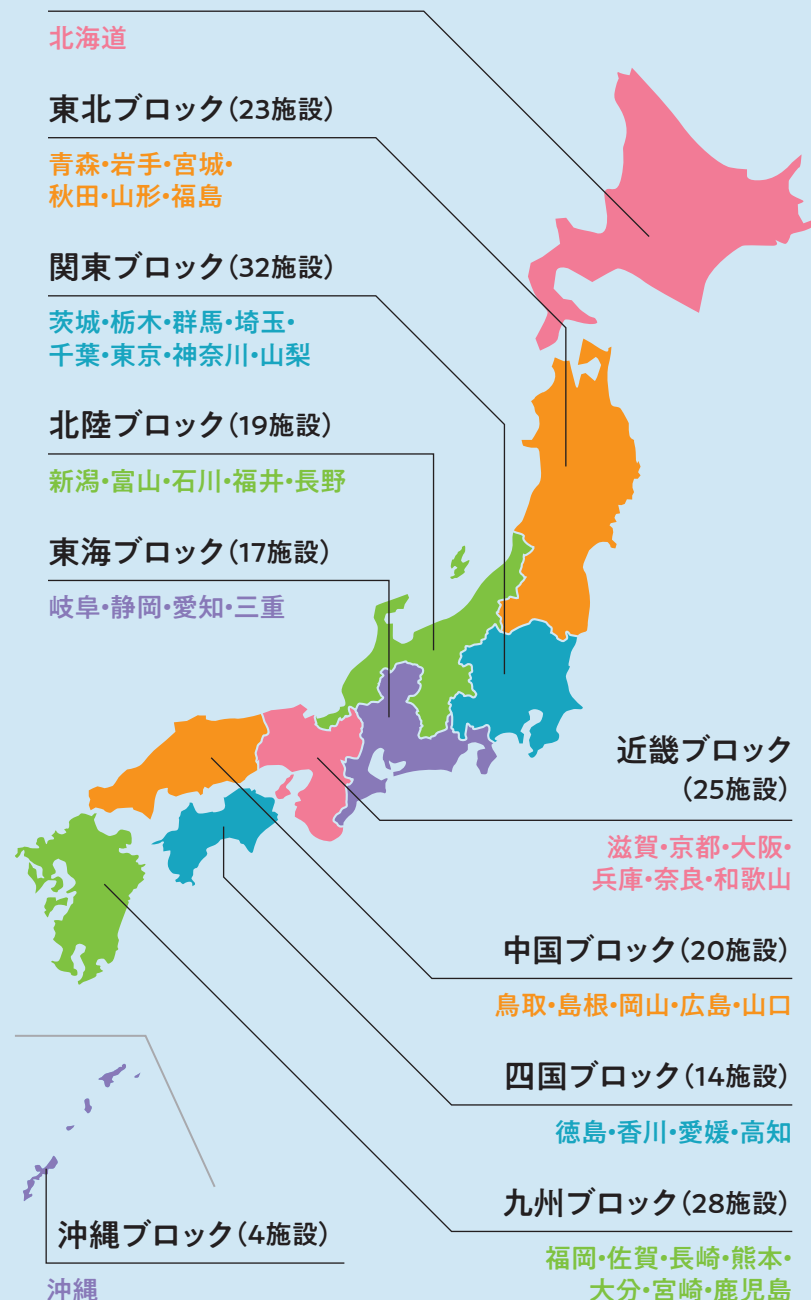 北海道
東北ブロック(23施設)
青森・岩手・宮城・
秋田・山形・福島
関東ブロック(32施設)
茨城・栃木・群馬・埼玉・
千葉・東京・神奈川・山梨
北陸ブロック(19施設)
新潟・富山・石川・福井・長野
東海ブロック(17施設)
岐阜・静岡・愛知・三重
近畿ブロック
(25施設)
滋賀・京都・大阪・
兵庫・奈良・和歌山
中国ブロック(20施設)
鳥取・島根・岡山・広島・山口
四国ブロック(14施設)
徳島・香川・愛媛・高知
九州ブロック(28施設)
福岡・佐賀・長崎・熊本・
大分・宮崎・鹿児島
沖縄ブロック(4施設)
沖縄